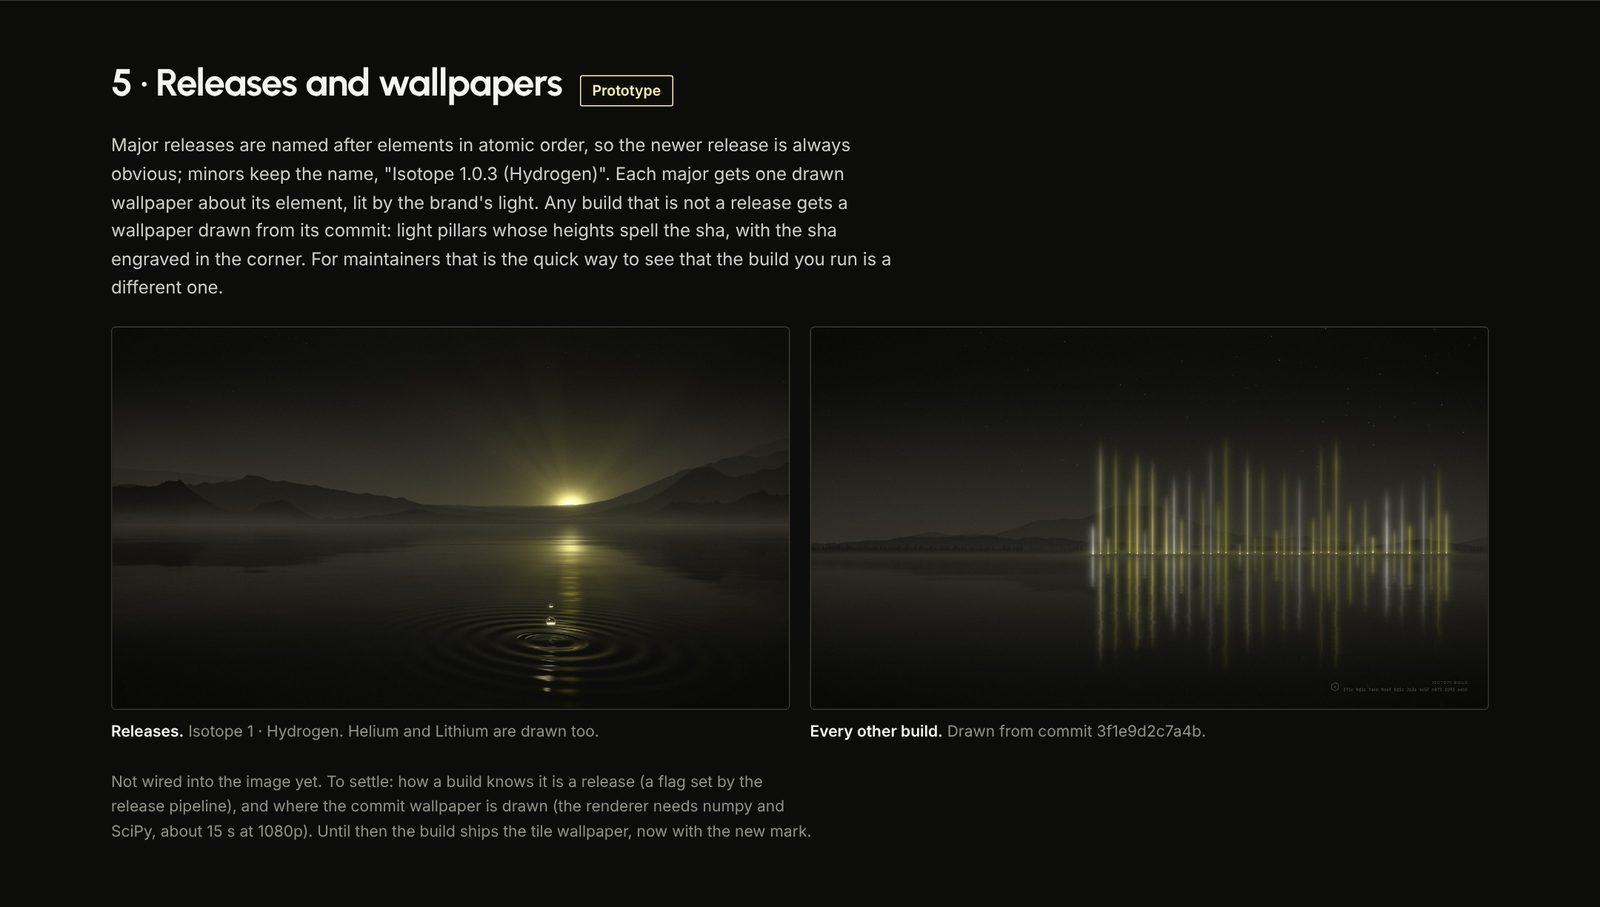 5 · Releases and wallpapers
Prototype
Major releases are named after elements in atomic order, so the newer release is always
obvious; minors keep the name, "Isotope 1.0.3 (Hydrogen)". Each major gets one drawn
wallpaper about its element, lit by the brand's light. Any build that is not a release gets a
wallpaper drawn from its commit: light pillars whose heights spell the sha, with the sha
engraved in the corner. For maintainers that is the quick way to see that the build you run is a
different one.
ISOTOPE BUILD
Releases. Isotope 1 · Hydrogen. Helium and Lithium are drawn too.
Every other build. Drawn from commit 3f1e9d2c7a4b.
Not wired into the image yet. To settle: how a build knows it is a release (a flag set by the
release pipeline), and where the commit wallpaper is drawn (the renderer needs numpy and
SciPy, about 15 s at 1080p). Until then the build ships the tile wallpaper, now with the new mark.